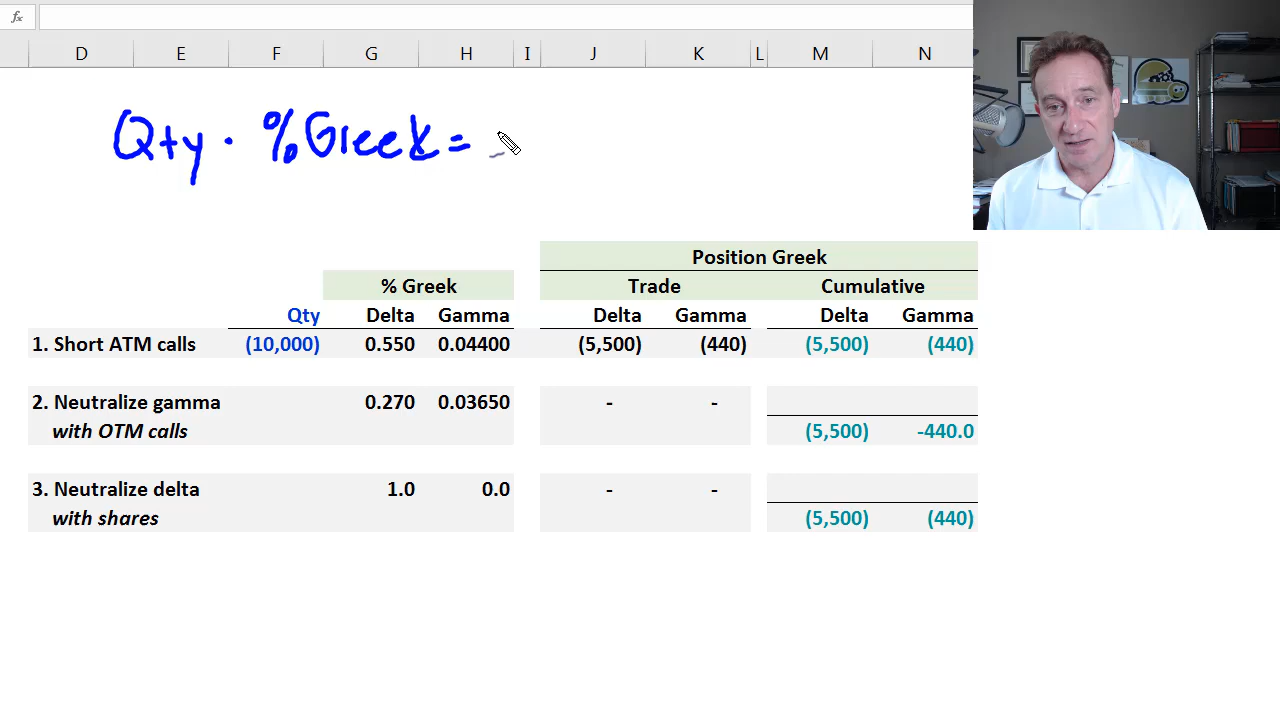 fx
D E F G H I J K L M N
Qty · % Greek =
Position Greek
% Greek Trade Cumulative
Qty Delta Gamma Delta Gamma Delta Gamma
1. Short ATM calls (10,000) 0.550 0.04400 (5,500) (440) (5,500) (440)
2. Neutralize gamma 0.270 0.03650 - -
with OTM calls (5,500) -440.0
3. Neutralize delta 1.0 0.0 - -
with shares (5,500) (440)